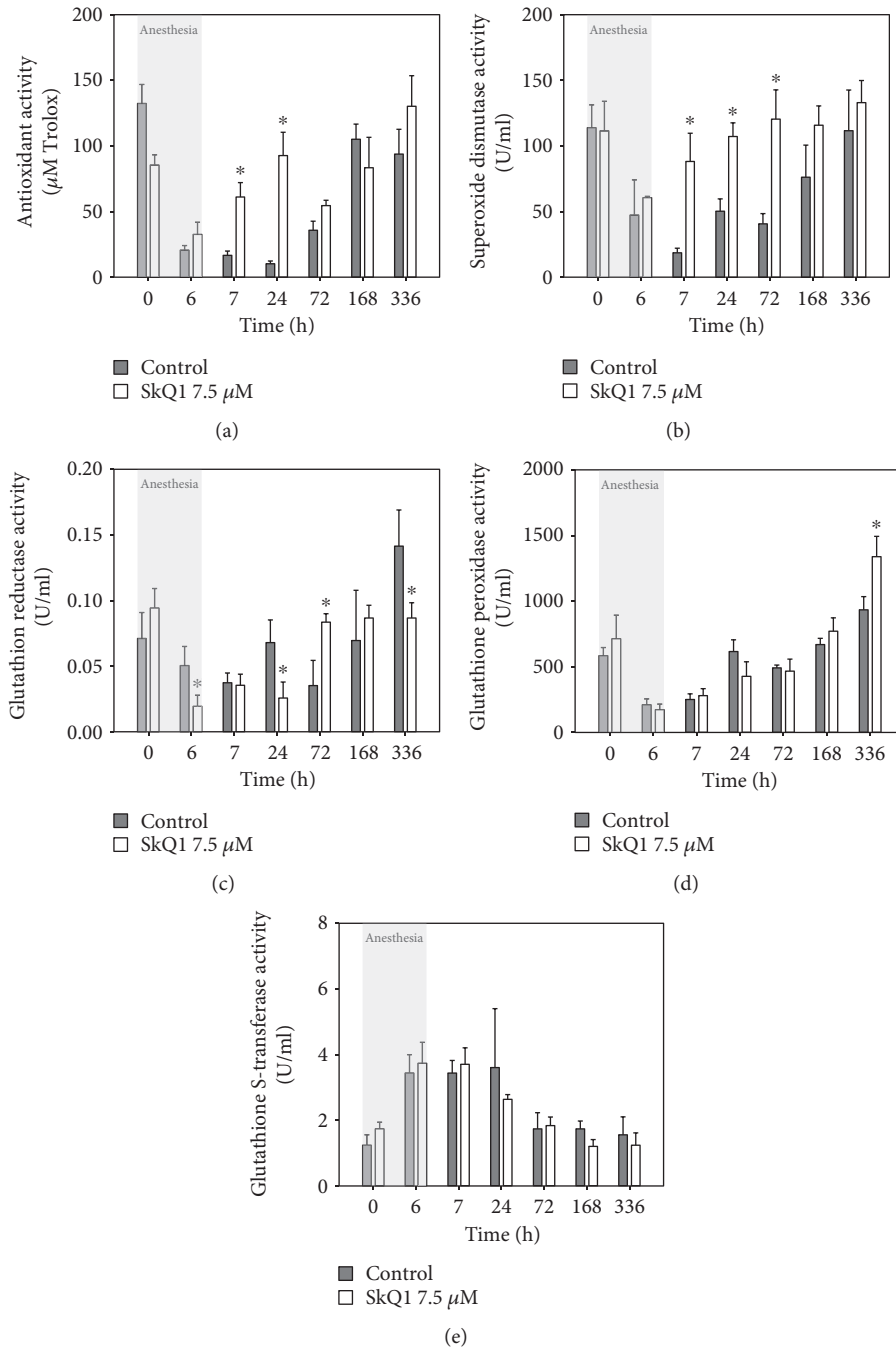 Antioxidant activity
(μM Trolox)
200
150
100
50
0
Anesthesia
*
*
0 6 7 24 72 168 336
Time (h)
Control
SkQ1 7.5 μM
(a)
Superoxide dismutase activity
(U/ml)
200
150
100
50
0
Anesthesia
*
*
*
0 6 7 24 72 168 336
Time (h)
Control
SkQ1 7.5 μM
(b)
Glutathion reductase activity
(U/ml)
0.20
0.15
0.10
0.05
0.00
Anesthesia
*
*
*
*
0 6 7 24 72 168 336
Time (h)
Control
SkQ1 7.5 μM
(c)
Glutathione peroxidase activity
(U/ml)
2000
1500
1000
500
0
Anesthesia
*
0 6 7 24 72 168 336
Time (h)
Control
SkQ1 7.5 μM
(d)
Glutathione S-transferase activity
(U/ml)
8
6
4
2
0
Anesthesia
0 6 7 24 72 168 336
Time (h)
Control
SkQ1 7.5 μM
(e)